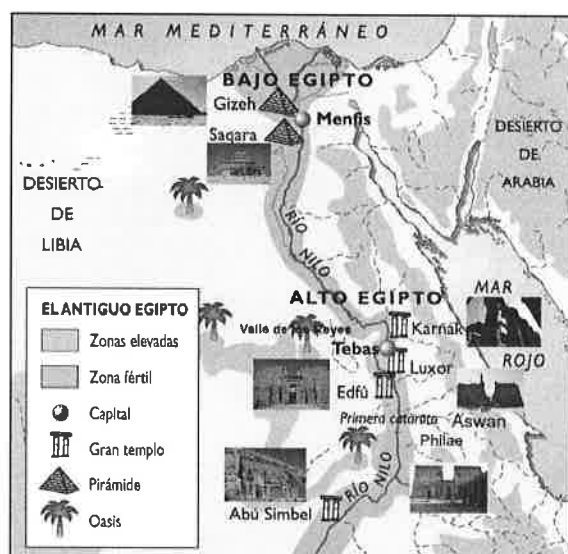 MAR MEDITERRÁNEO
BAJO EGIPTO
Gizeh
Menfis
Saqara
DESIERTO
DE
LIBIA
DESIERTO
DE
ARABIA
RÍO NILO
ALTO EGIPTO
MAR
ROJO
Valle de los Reyes
Karnak
Tebas
Luxor
Edfú
Primera catarata
Aswan
Philae
RÍO NILO
Abú Simbel
EL ANTIGUO EGIPTO
Zonas elevadas
Zona fértil
Capital
Gran templo
Pirámide
Oasis